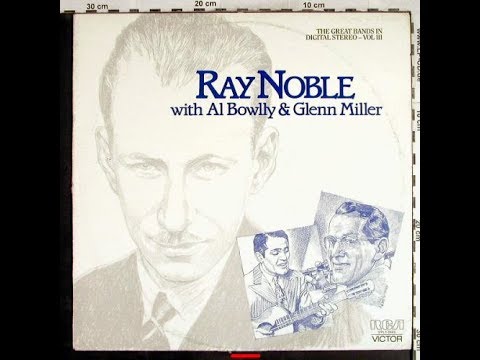 30 cm
20 cm
10 cm
THE GREAT BANDS IN
DIGITAL STEREO – VOL III
RAY NOBLE
with AL BOWLLY & GLENN MILLER
RCA
VICTOR